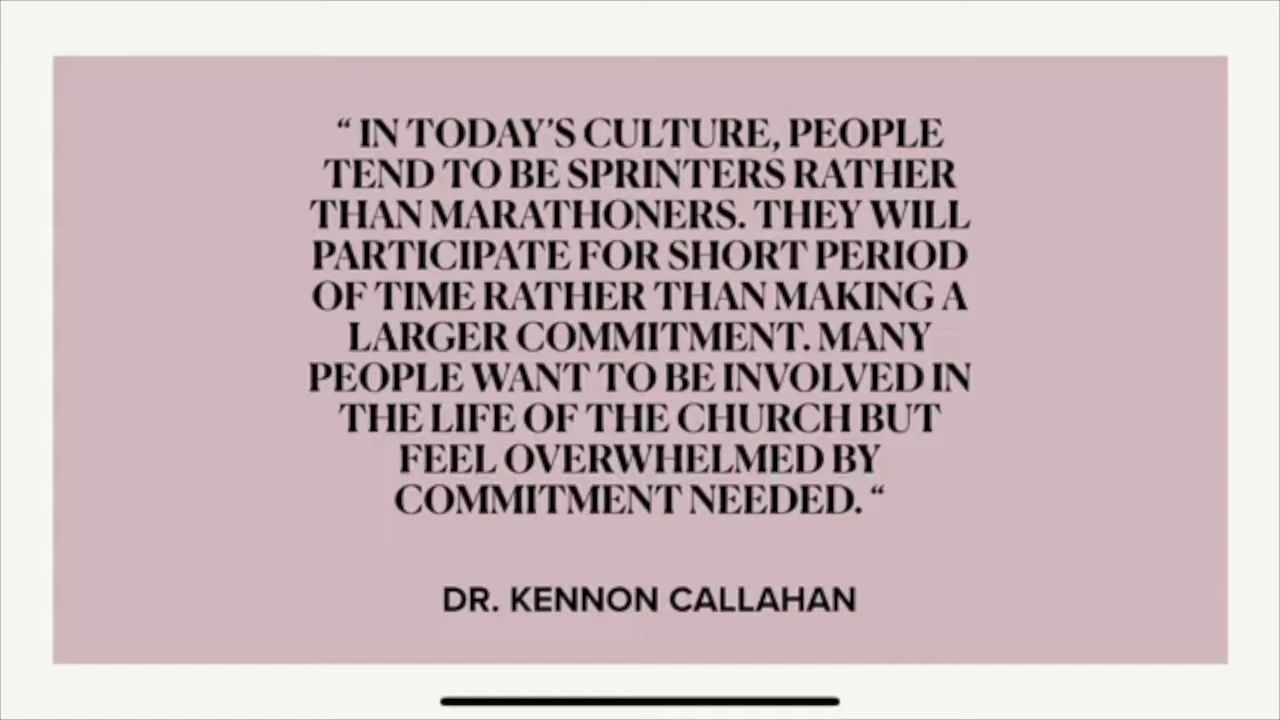 “ IN TODAY’S CULTURE, PEOPLE
TEND TO BE SPRINTERS RATHER
THAN MARATHONERS. THEY WILL
PARTICIPATE FOR SHORT PERIOD
OF TIME RATHER THAN MAKING A
LARGER COMMITMENT. MANY
PEOPLE WANT TO BE INVOLVED IN
THE LIFE OF THE CHURCH BUT
FEEL OVERWHELMED BY
COMMITMENT NEEDED. “
DR. KENNON CALLAHAN